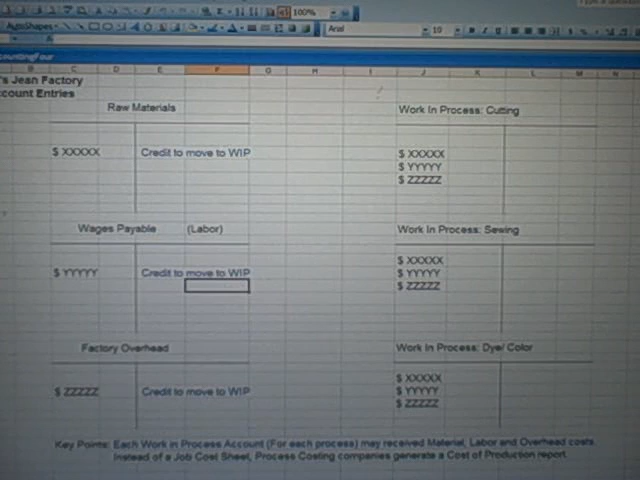 100%
AutoShapes
Arial
10
C D E F G H I J K L M N
's Jean Factory
count Entries
Raw Materials
Work In Process: Cutting
$ XXXXX Credit to move to WIP
$ XXXXX
$ YYYYY
$ ZZZZZ
Wages Payable (Labor)
Work In Process: Sewing
$ YYYYY Credit to move to WIP
$ XXXXX
$ YYYYY
$ ZZZZZ
Factory Overhead
Work In Process: Dye/ Color
$ ZZZZZ Credit to move to WIP
$ XXXXX
$ YYYYY
$ ZZZZZ
Key Points: Each Work in Process Account (For each process) may received Material, Labor and Overhead costs.
Instead of a Job Cost Sheet, Process Costing companies generate a Cost of Production report.